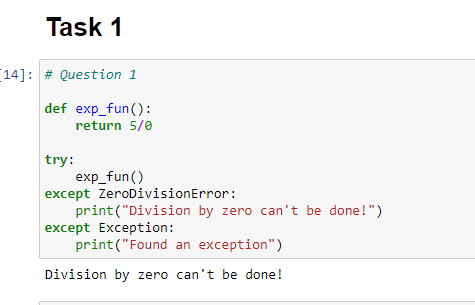 Task 1
[14]: # Question 1
def exp_fun():
    return 5/0
try:
    exp_fun()
except ZeroDivisionError:
    print("Division by zero can't be done!")
except Exception:
    print("Found an exception")
Division by zero can't be done!